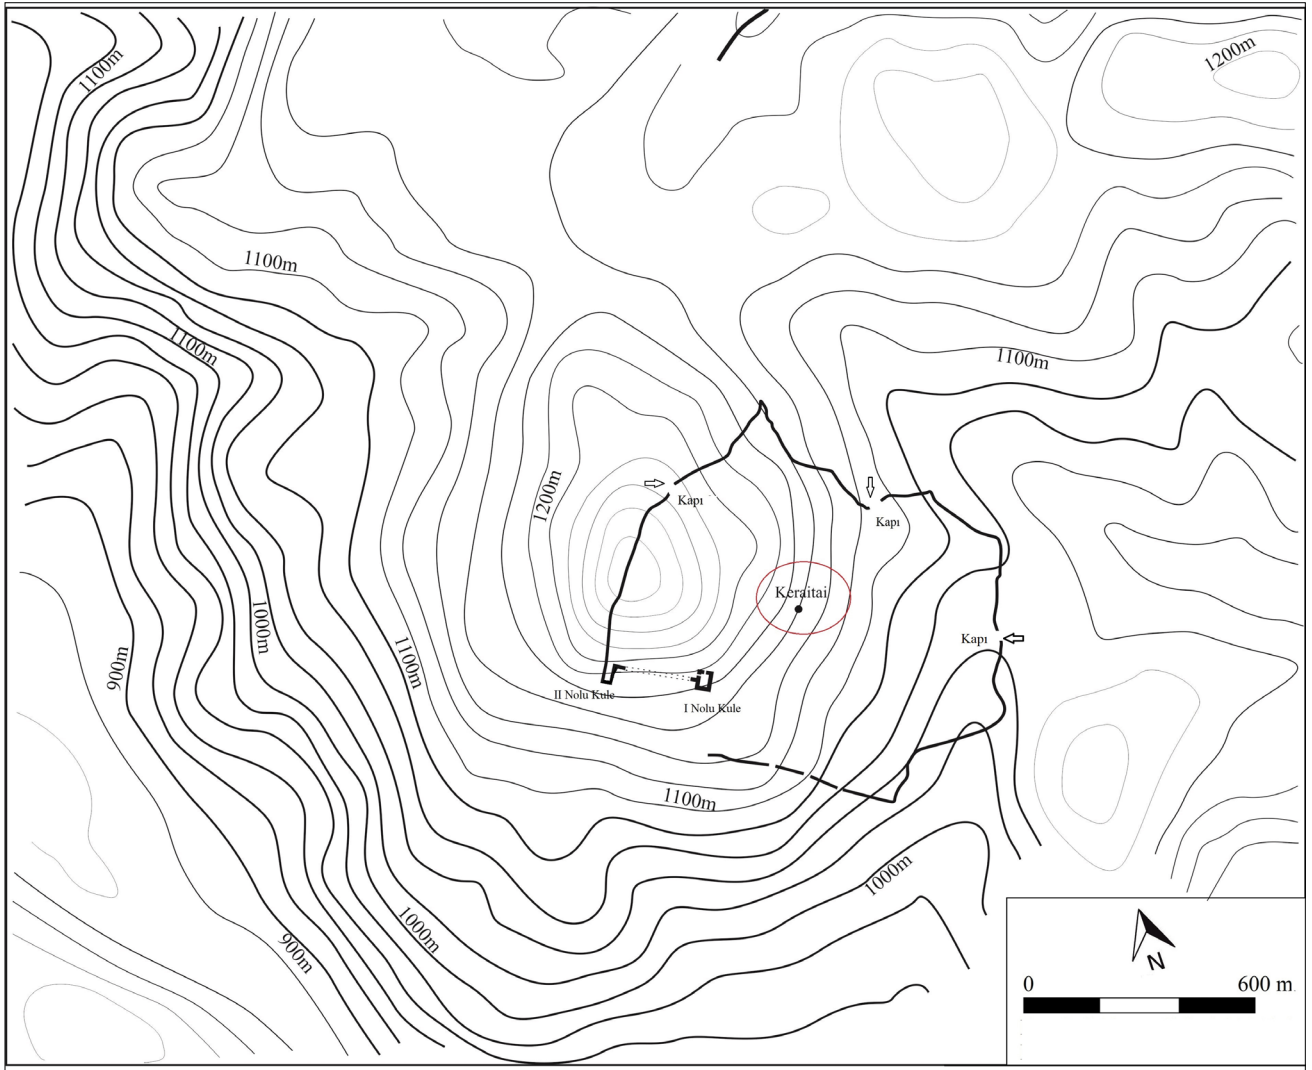 1100m
1200m
1100m
1100m
1100m
1200m
Kapı
Kapı
Keraitai
1000m
Kapı
900m
1100m
II Nolu Kule
I Nolu Kule
1100m
1000m
1000m
900m
N
0 600 m